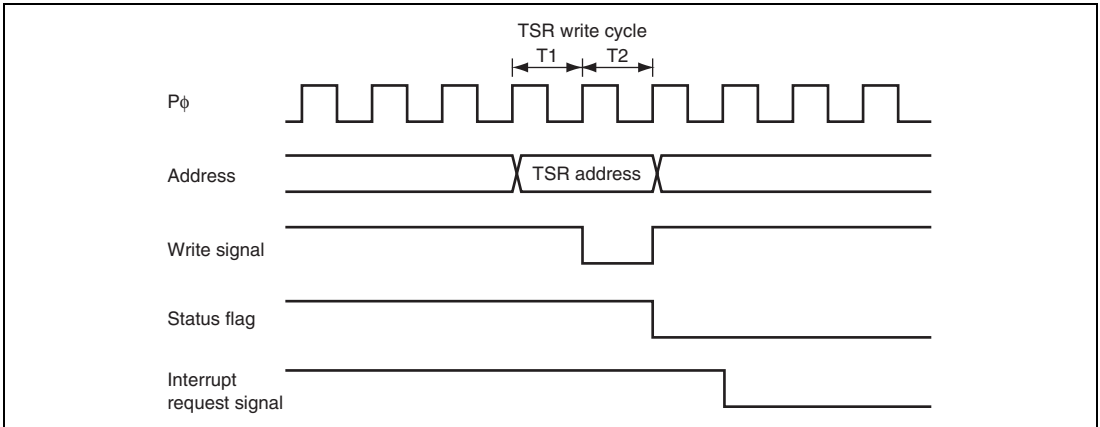 TSR write cycle
T1 T2
Pϕ
Address
TSR address
Write signal
Status flag
Interrupt
request signal